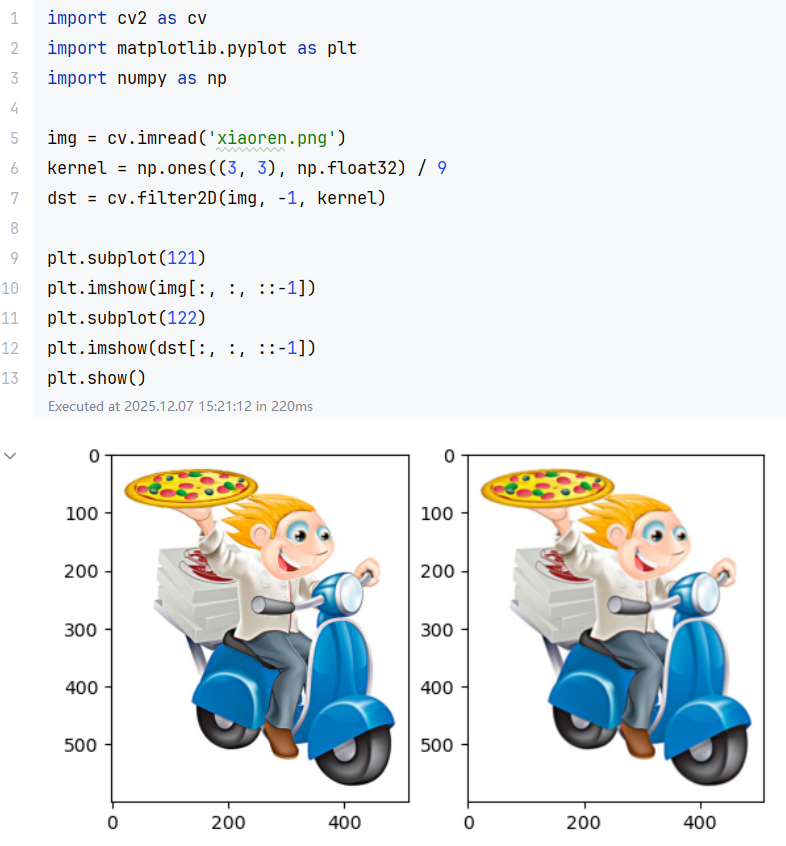 1 import cv2 as cv
2 import matplotlib.pyplot as plt
3 import numpy as np
4
5 img = cv.imread('xiaoren.png')
6 kernel = np.ones((3, 3), np.float32) / 9
7 dst = cv.filter2D(img, -1, kernel)
8
9 plt.subplot(121)
10 plt.imshow(img[:, :, ::-1])
11 plt.subplot(122)
12 plt.imshow(dst[:, :, ::-1])
13 plt.show()
Executed at 2025.12.07 15:21:12 in 220ms
0
100
200
300
400
500
0 200 400
0
100
200
300
400
500
0 200 400